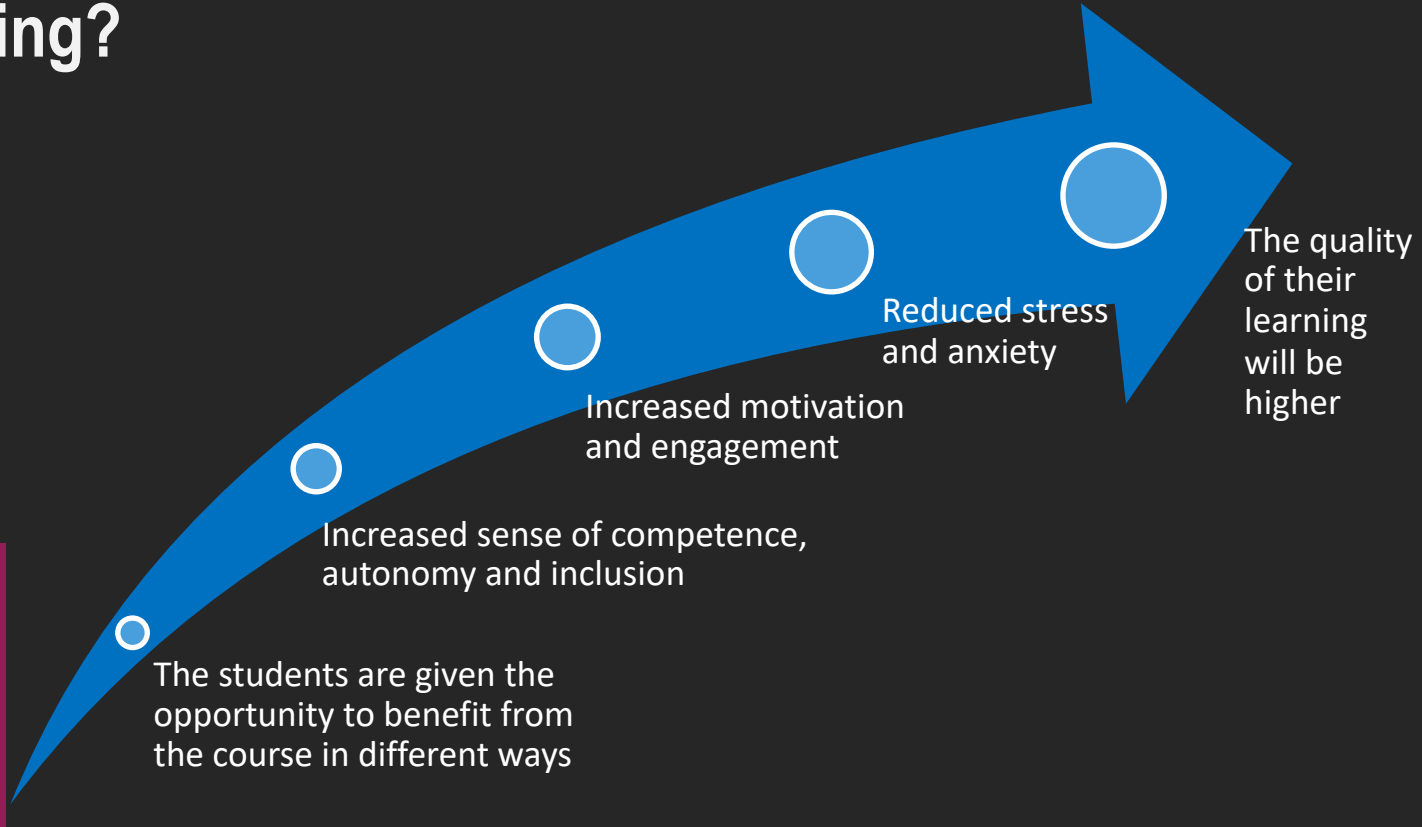 ing?
The students are given the
opportunity to benefit from
the course in different ways
Increased sense of competence,
autonomy and inclusion
Increased motivation
and engagement
Reduced stress
and anxiety
The quality
of their
learning
will be
higher